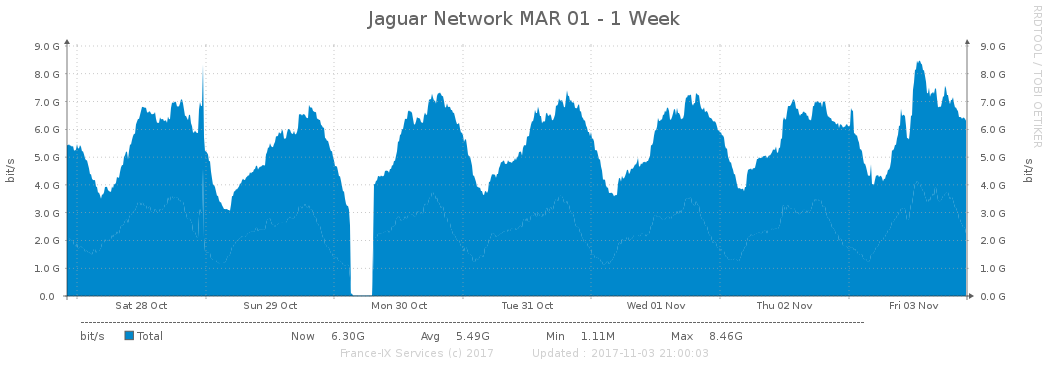 Jaguar Network MAR 01 - 1 Week
RRDTOOL / TOBI OETIKER
bit/s
9.0 G 9.0 G
8.0 G 8.0 G
7.0 G 7.0 G
6.0 G 6.0 G
5.0 G 5.0 G
4.0 G 4.0 G
3.0 G 3.0 G
2.0 G 2.0 G
1.0 G 1.0 G
0.0 0.0 G
bit/s
Sat 28 Oct Sun 29 Oct Mon 30 Oct Tue 31 Oct Wed 01 Nov Thu 02 Nov Fri 03 Nov
bit/s Total Now 6.30G Avg 5.49G Min 1.11M Max 8.46G
France-IX Services (c) 2017 Updated : 2017-11-03 21:00:03